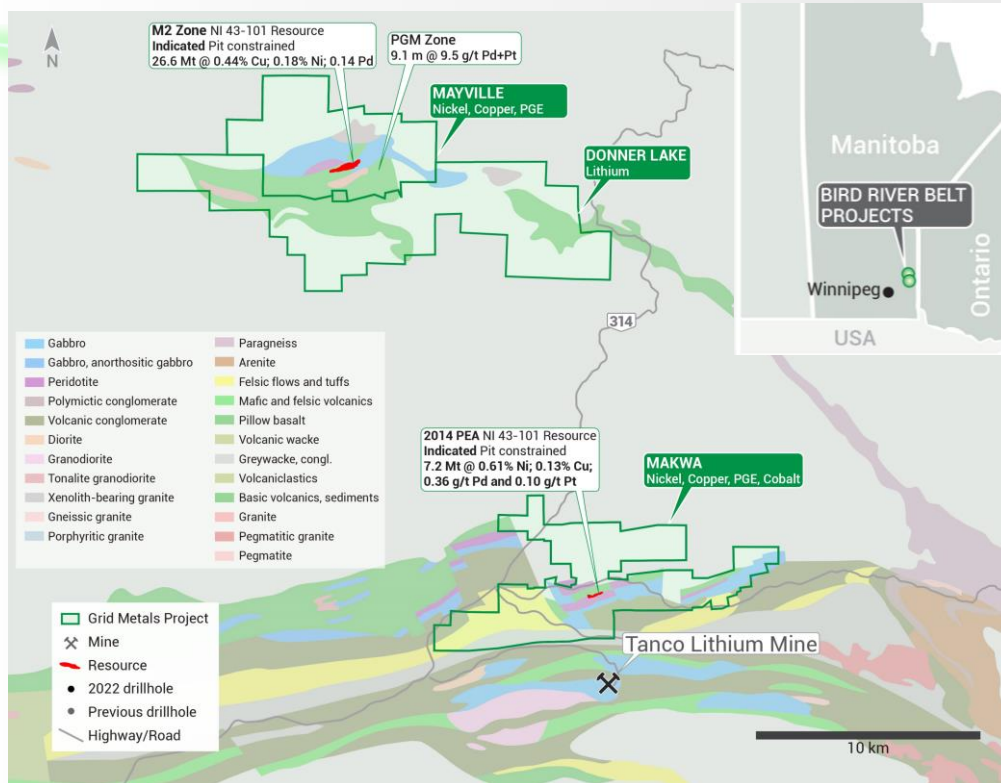 N
M2 Zone NI 43-101 Resource
Indicated Pit constrained
26.6 Mt @ 0.44% Cu; 0.18% Ni; 0.14 Pd
PGM Zone
9.1 m @ 9.5 g/t Pd+Pt
MAYVILLE
Nickel, Copper, PGE
DONNER LAKE
Lithium
Manitoba
BIRD RIVER BELT
PROJECTS
Winnipeg
Ontario
USA
314
Gabbro
Gabbro, anorthositic gabbro
Peridotite
Polymictic conglomerate
Volcanic conglomerate
Diorite
Granodiorite
Tonalite granodiorite
Xenolith-bearing granite
Gneissic granite
Porphyritic granite
Paragneiss
Arenite
Felsic flows and tuffs
Mafic and felsic volcanics
Pillow basalt
Volcanic wacke
Greywacke, congl.
Volcaniclastics
Basic volcanics, sediments
Granite
Pegmatitic granite
Pegmatite
2014 PEA NI 43-101 Resource
Indicated Pit constrained
7.2 Mt @ 0.61% Ni; 0.13% Cu;
0.36 g/t Pd and 0.10 g/t Pt
MAKWA
Nickel, Copper, PGE, Cobalt
Grid Metals Project
Mine
Resource
2022 drillhole
Previous drillhole
Highway/Road
Tanco Lithium Mine
10 km